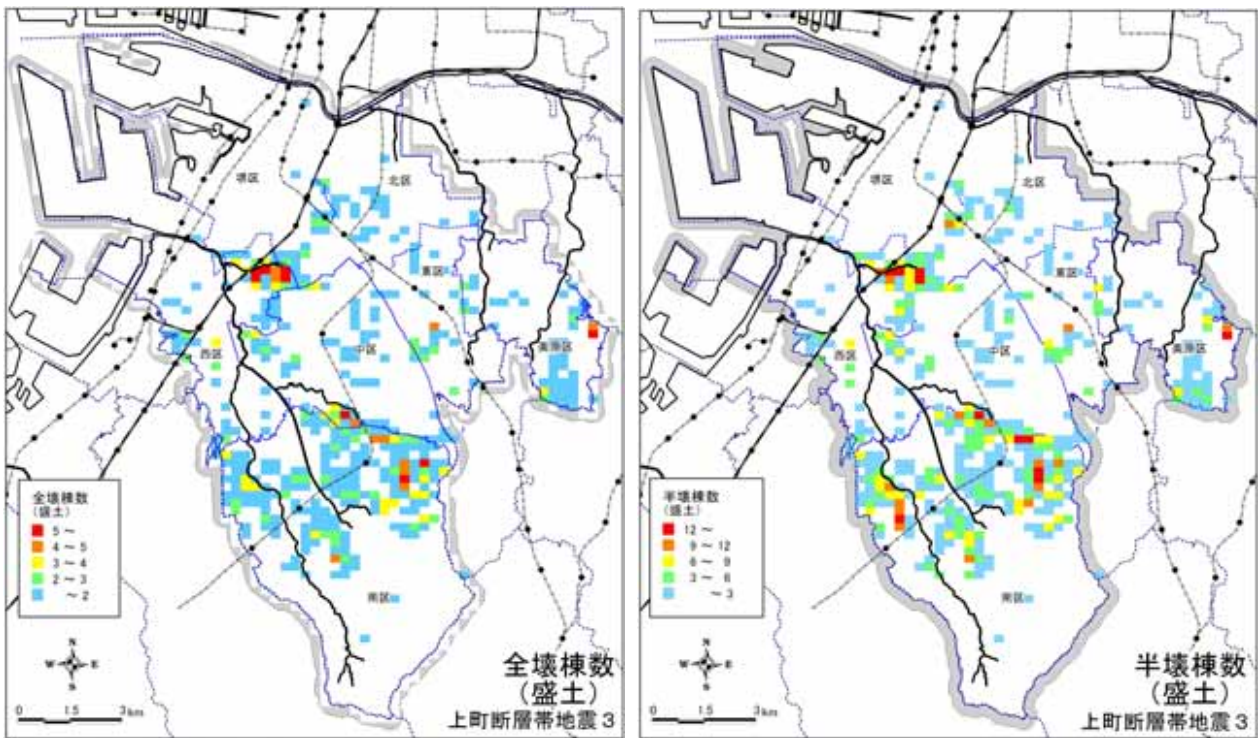 堺区
北区
東区
美原区
西区
中区
南区
全壊棟数
(盛土)
5～
4～5
3～4
2～3
～2
N
W E
S
0 1.5 3km
全壊棟数
(盛土)
上町断層帯地震3
堺区
北区
東区
美原区
西区
中区
南区
半壊棟数
(盛土)
12～
9～12
6～9
3～6
～3
N
W E
S
0 1.5 3km
半壊棟数
(盛土)
上町断層帯地震3